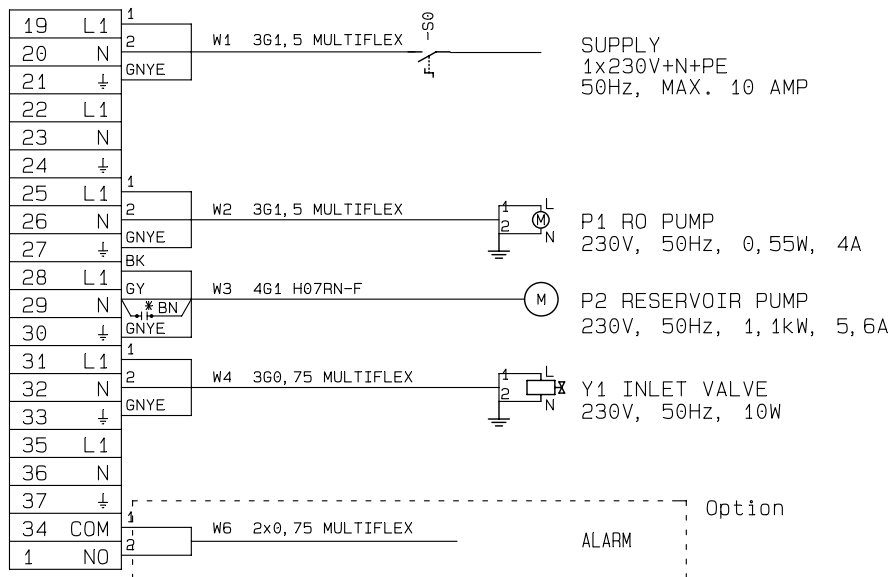 19 L1 1
20 N 2 W1 3G1,5 MULTIFLEX -S0
21 GNYE
SUPPLY
1x230V+N+PE
50Hz, MAX. 10 AMP
22 L1
23 N
24
25 L1 1
26 N 2 W2 3G1,5 MULTIFLEX 1 2 L M N
27 GNYE
P1 RO PUMP
230V, 50Hz, 0,55W, 4A
28 L1 BK
29 N GY * BN W3 4G1 H07RN-F M
30 GNYE
P2 RESERVOIR PUMP
230V, 50Hz, 1,1kW, 5,6A
31 L1 1
32 N 2 W4 3G0,75 MULTIFLEX 1 2 L N
33 GNYE
Y1 INLET VALVE
230V, 50Hz, 10W
35 L1
36 N
37
Option
34 COM 1 W6 2x0,75 MULTIFLEX ALARM
1 NO 2